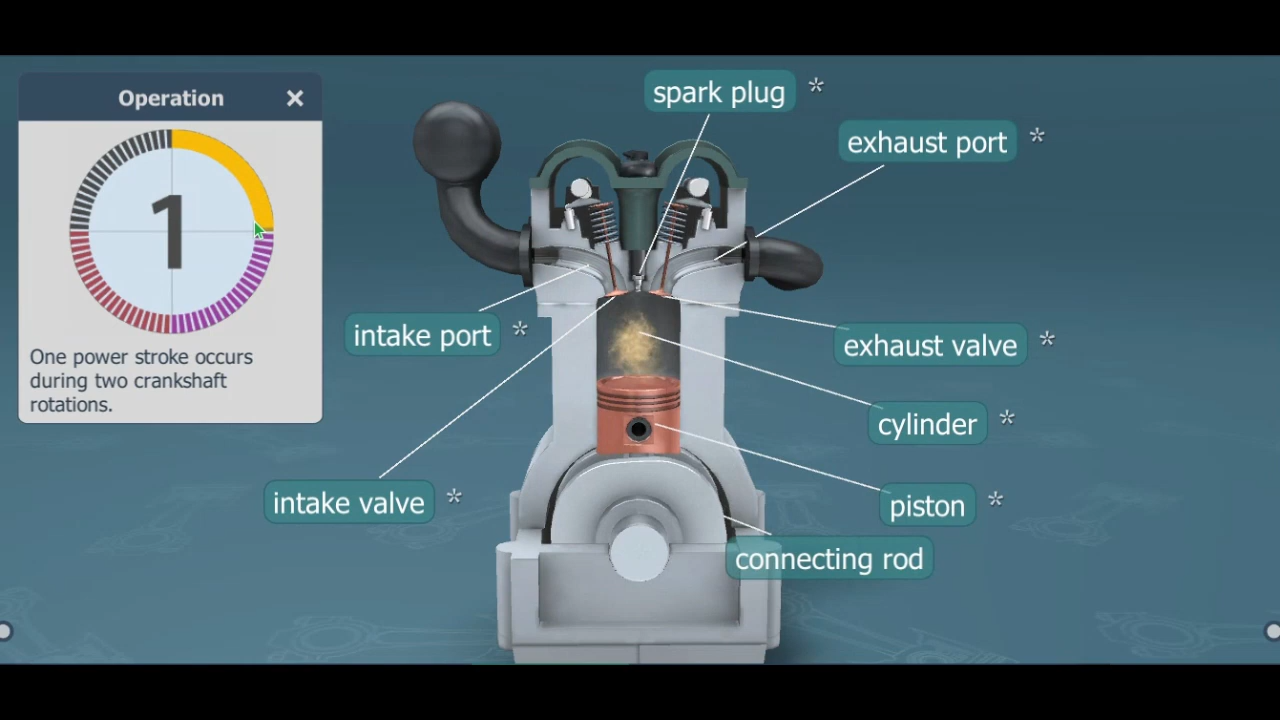 Operation ×
1
One power stroke occurs
during two crankshaft
rotations.
spark plug *
exhaust port *
intake port *
exhaust valve *
cylinder *
intake valve *
piston *
connecting rod